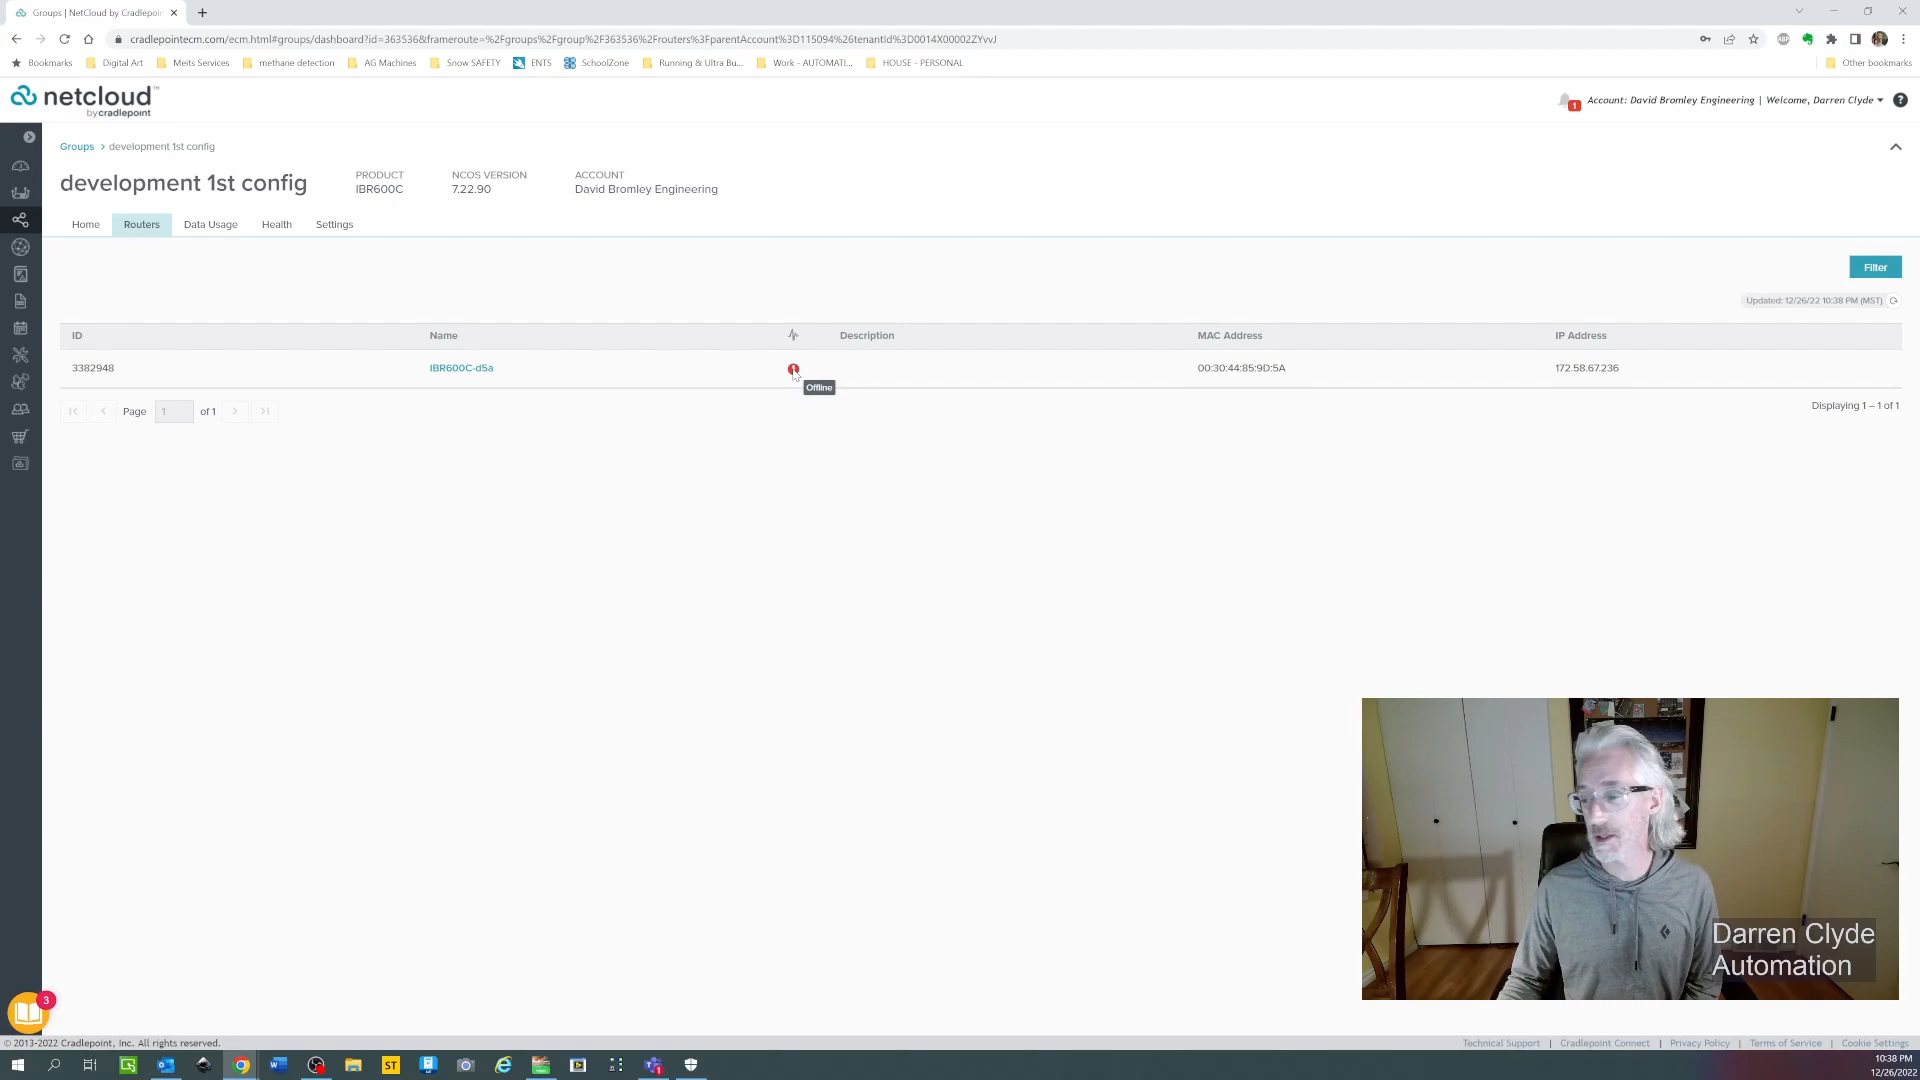 Groups | NetCloud by Cradlepoin
cradlepointecm.com/ecm.html#groups/dashboard?id=363536&frameroute=%2Fgroups%2Fgroup%2F363536%2Frouters%3FparentAccount%3D115094%26tenantId%3D0014X00002ZYvvJ
Bookmarks
Digital Art
Meits Services
methane detection
AG Machines
Snow SAFETY
ENTS
SchoolZone
Running & Ultra Bu...
Work - AUTOMATI...
HOUSE - PERSONAL
Other bookmarks
netcloud™
by cradlepoint
1
Account: David Bromley Engineering | Welcome, Darren Clyde
Groups > development 1st config
development 1st config
PRODUCT
IBR600C
NCOS VERSION
7.22.90
ACCOUNT
David Bromley Engineering
Home
Routers
Data Usage
Health
Settings
Filter
Updated: 12/26/22 10:38 PM (MST)
ID
Name
Description
MAC Address
IP Address
3382948
IBR600C-d5a
00:30:44:85:9D:5A
172.58.67.236
Offline
Page
1
of 1
Displaying 1 – 1 of 1
Darren Clyde
Automation
3
© 2013-2022 Cradlepoint, Inc. All rights reserved.
Technical Support | Cradlepoint Connect | Privacy Policy | Terms of Service | Cookie Settings
ST
10:38 PM
12/26/2022